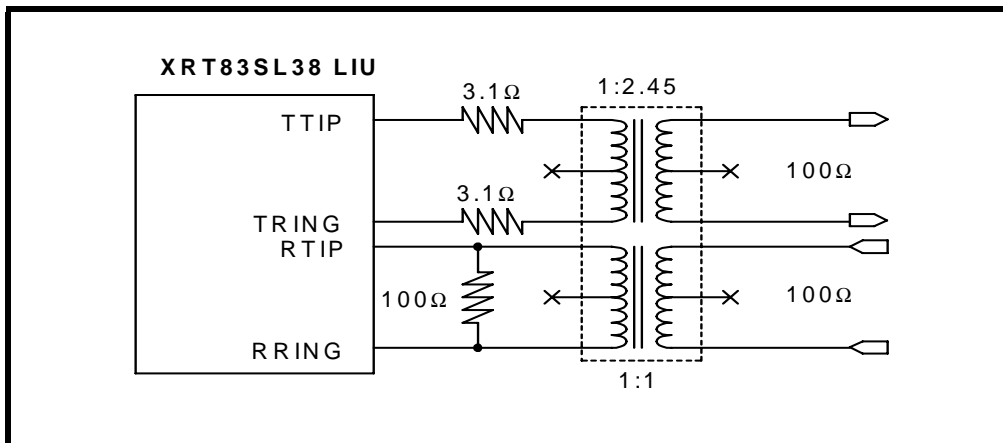 XRT83SL38 LIU
3.1Ω
1:2.45
TTIP
100Ω
3.1Ω
TRING
RTIP
100Ω
100Ω
RRING
1:1